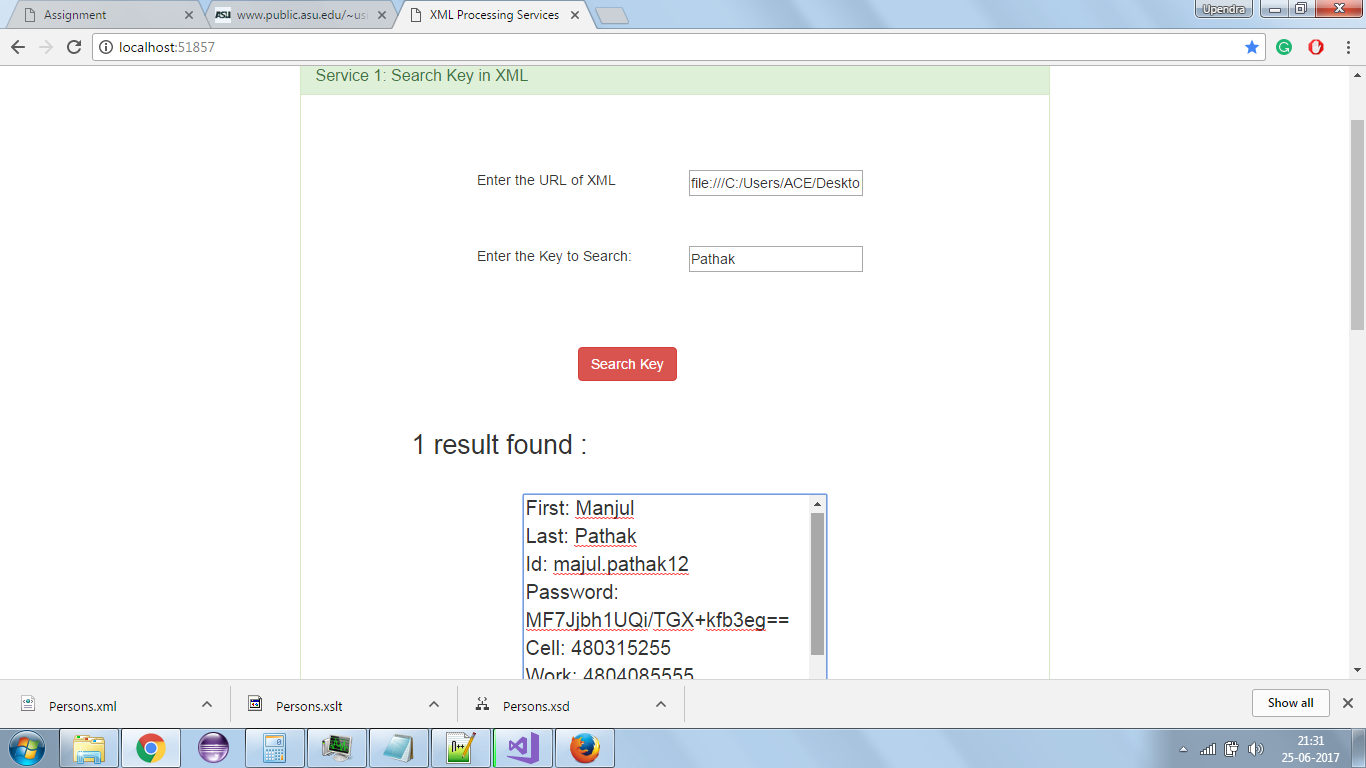 Assignment
ASU www.public.asu.edu/~us
XML Processing Services
Upendra
localhost:51857
Service 1: Search Key in XML
Enter the URL of XML
file:///C:/Users/ACE/Deskto
Enter the Key to Search:
Pathak
Search Key
1 result found :
First: Manjul
Last: Pathak
Id: majul.pathak12
Password:
MF7Jjbh1UQi/TGX+kfb3eg==
Cell: 480315255
Work: 4804085555
Persons.xml
Persons.xslt
Persons.xsd
Show all
21:31
25-06-2017